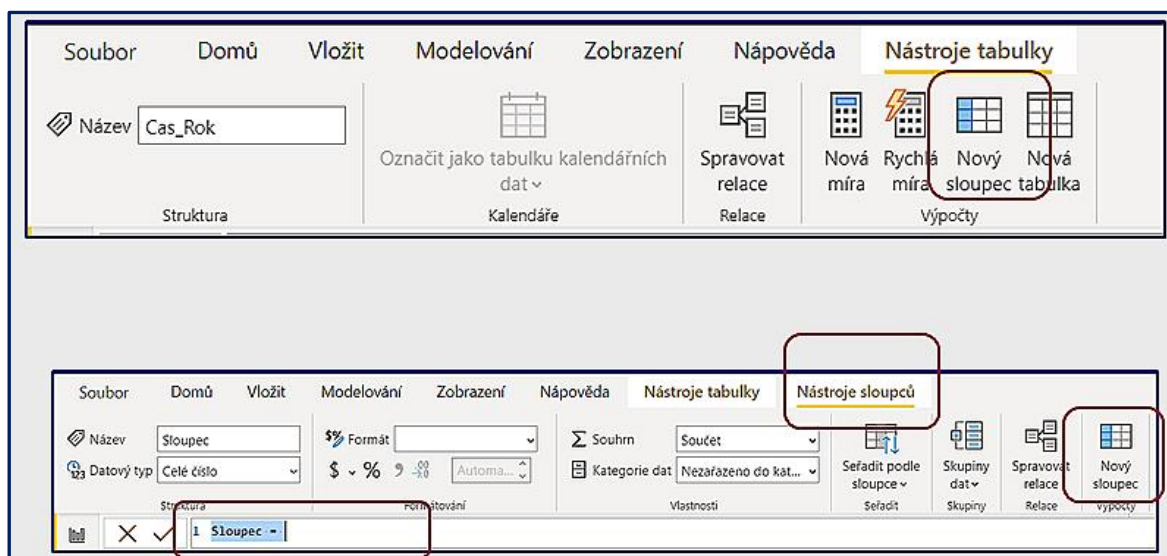 Soubor Domů Vložit Modelování Zobrazení Nápověda Nástroje tabulky
Název Cas_Rok
Označit jako tabulku kalendářních
dat
Spravovat
relace
Nová
míra
Rychlá
míra
Nový
sloupec
Nová
tabulka
Struktura Kalendáře Relace Výpočty
Soubor Domů Vložit Modelování Zobrazení Nápověda Nástroje tabulky Nástroje sloupců
Název Sloupec $% Formát Souhrn Součet
Datový typ Celé číslo $ % Automa... Kategorie dat Nezařazeno do kat...
Seřadit podle
sloupce
Skupiny
dat
Spravovat
relace
Nový
sloupec
Struktura Formátování Vlastnosti Seřadit Skupiny Relace Výpočty
1 Sloupec =